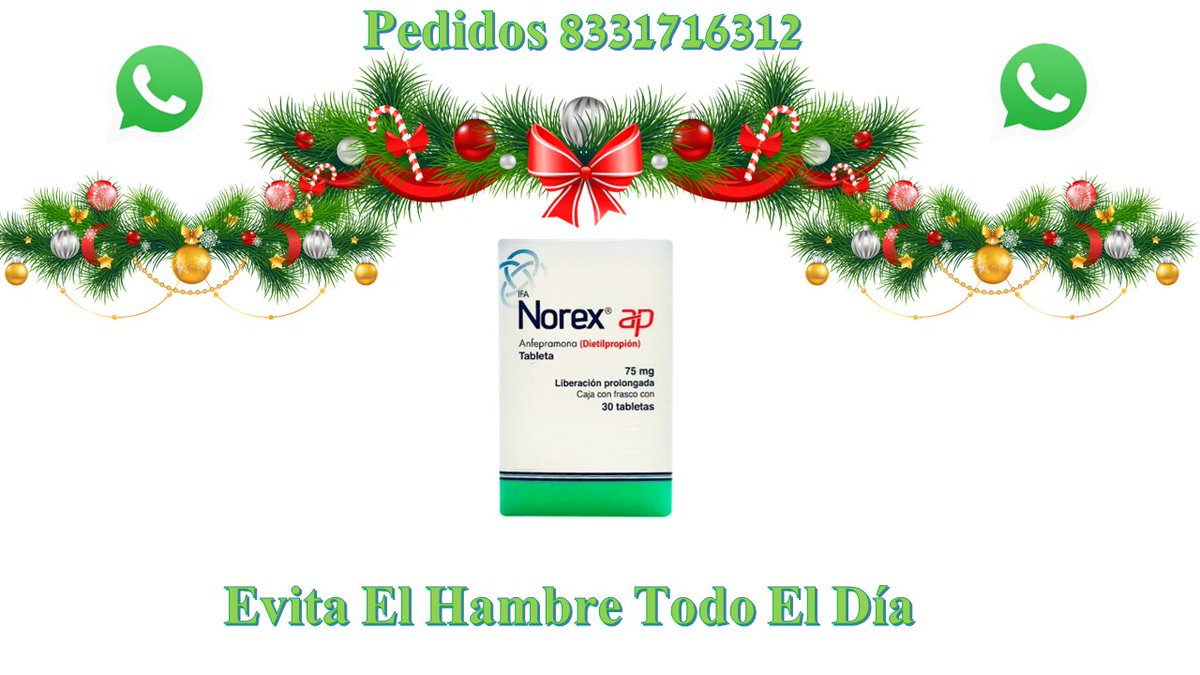 Pedidos 8331716312
IFA
Norex® ap
Anfepramona (Dietilpropión)
Tableta
75 mg
Liberación prolongada
Caja con frasco con
30 tabletas
Evita El Hambre Todo El Día